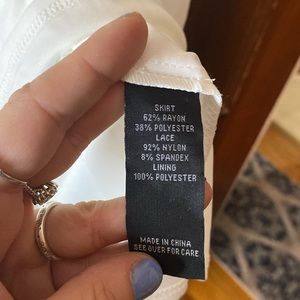 SKIRT
62% RAYON
38% POLYESTER
LACE
92% NYLON
8% SPANDEX
LINING
100% POLYESTER
MADE IN CHINA
SEE OVER FOR CARE